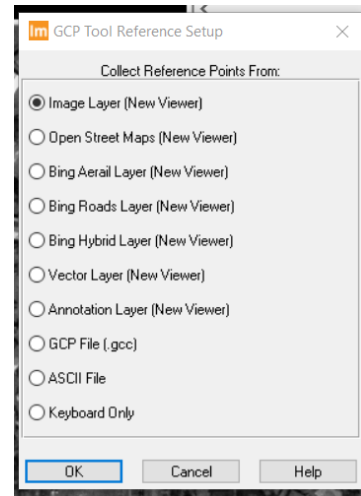 Im GCP Tool Reference Setup
Collect Reference Points From:
Image Layer (New Viewer)
Open Street Maps (New Viewer)
Bing Aerail Layer (New Viewer)
Bing Roads Layer (New Viewer)
Bing Hybrid Layer (New Viewer)
Vector Layer (New Viewer)
Annotation Layer (New Viewer)
GCP File (.gcc)
ASCII File
Keyboard Only
OK Cancel Help